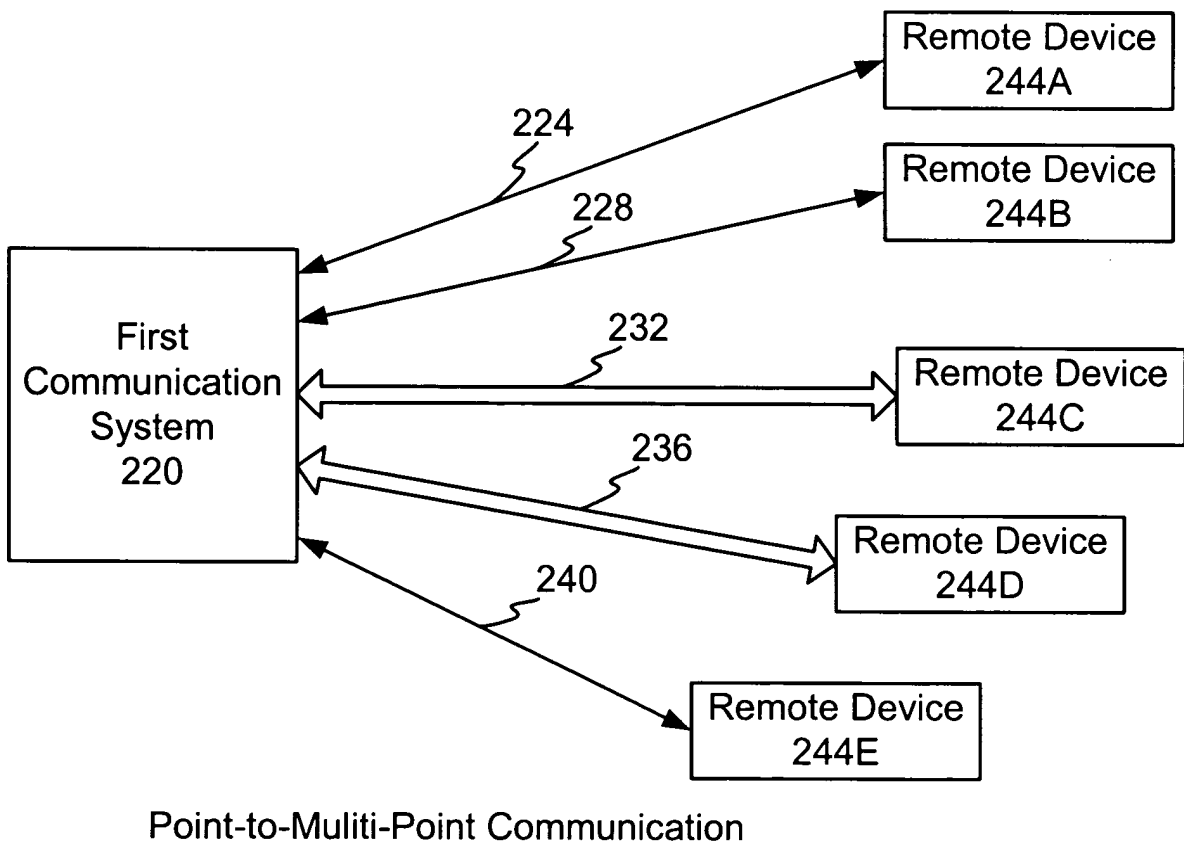 Remote Device
244A
224
Remote Device
244B
228
First
Communication
System
220
232
Remote Device
244C
236
Remote Device
244D
240
Remote Device
244E
Point-to-Muliti-Point Communication